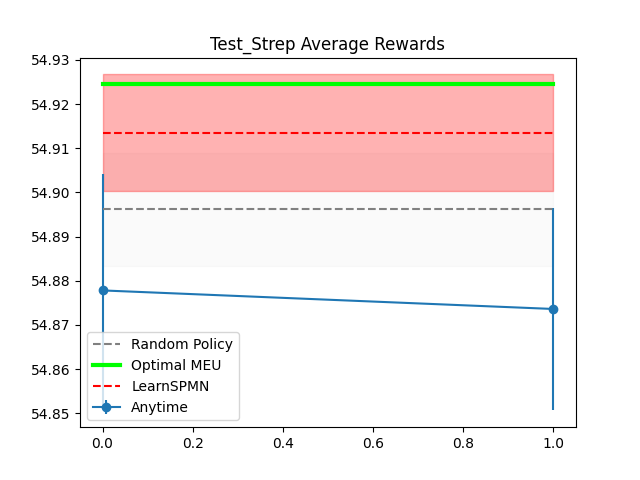 Test_Strep Average Rewards
54.93
54.92
54.91
54.90
54.89
54.88
54.87
54.86
54.85
Random Policy
Optimal MEU
LearnSPMN
Anytime
0.0 0.2 0.4 0.6 0.8 1.0